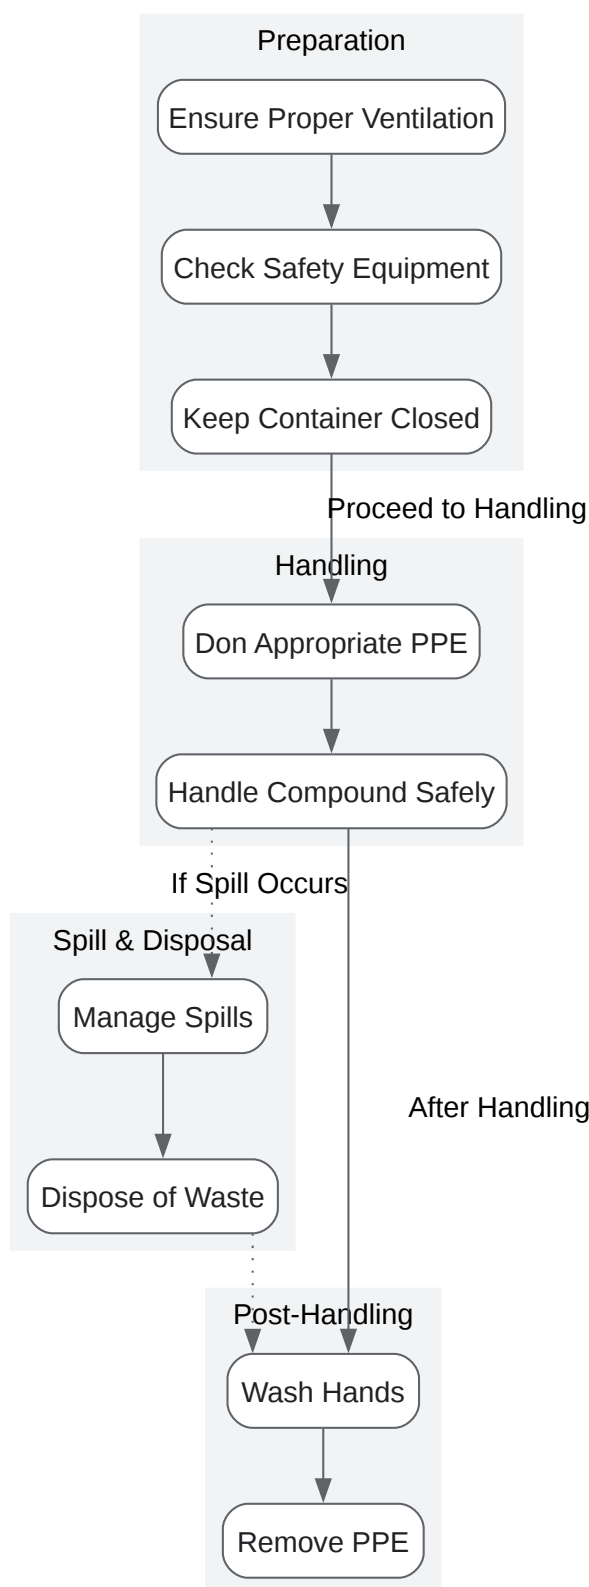 Preparation
Ensure Proper Ventilation
Check Safety Equipment
Keep Container Closed
Proceed to Handling
Handling
Don Appropriate PPE
Handle Compound Safely
If Spill Occurs
Spill & Disposal
Manage Spills
After Handling
Dispose of Waste
Post-Handling
Wash Hands
Remove PPE